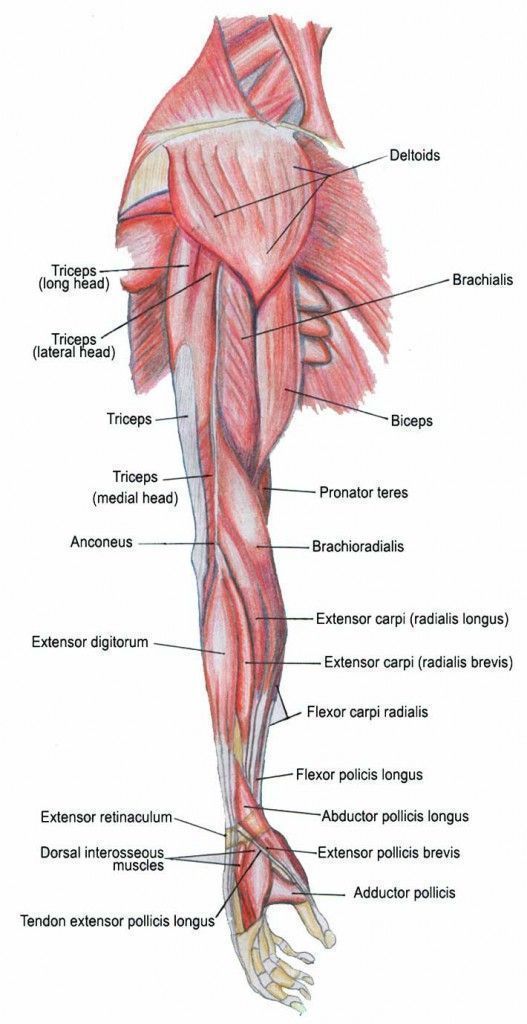 Deltoids
Triceps
(long head)
Brachialis
Triceps
(lateral head)
Triceps
Biceps
Triceps
(medial head)
Pronator teres
Anconeus
Brachioradialis
Extensor carpi (radialis longus)
Extensor digitorum
Extensor carpi (radialis brevis)
Flexor carpi radialis
Flexor policis longus
Extensor retinaculum
Abductor pollicis longus
Dorsal interosseous
muscles
Extensor pollicis brevis
Adductor pollicis
Tendon extensor pollicis longus